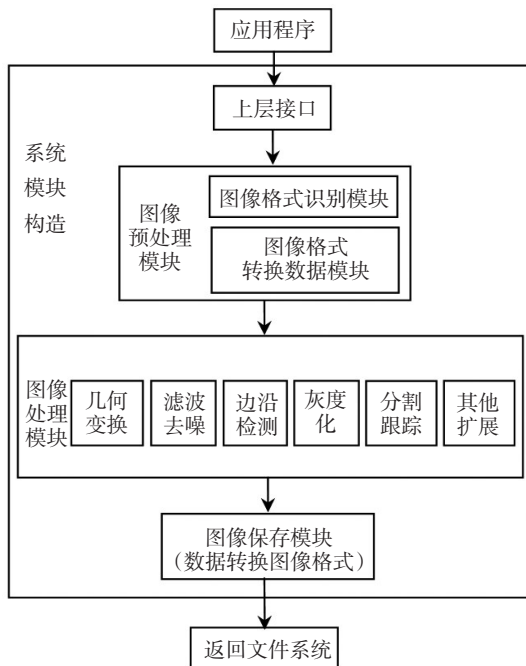 应用程序
上层接口
系统
模块
构造
图像
预处理
模块
图像格式识别模块
图像格式
转换数据模块
图像
处理
模块
几何
变换
滤波
去噪
边沿
检测
灰度
化
分割
跟踪
其他
扩展
图像保存模块
（数据转换图像格式）
返回文件系统